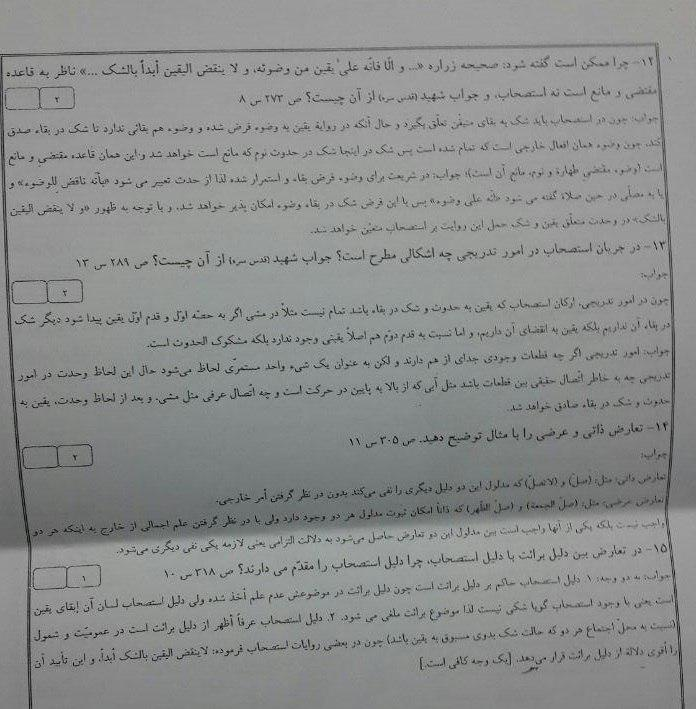 ۱۲- چرا ممکن است گفته شود: صحیحه زراره «... و الّا فانّه علیٰ یقین من وضوئه، و لا ینقض الیقین أبداً بالشک ...» ناظر به قاعده
مقتضی و مانع است نه استصحاب، و جواب شهید (قدس سره) از آن چیست؟ ص ۲۷۳ س ۸
۲
جواب: چون در استصحاب باید شک به بقای متیقّن تعلّق بگیرد و حال آنکه در روایة یقین به وضوء فرض شده و وضوء هم بقائی ندارد تا شک در بقاء صدق
کند، چون وضوء همان افعال خارجی است که تمام شده است پس شک در اینجا شک در حدوث نوم که مانع است خواهد شد و این همان قاعده مقتضی و مانع
است (وضوء مقتضی طهارة و نوم، مانع آن است)؛ جواب: در شریعت برای وضوء فرض بقاء و استمرار شده لذا از حدث تعبیر می شود «بأنّه ناقض للوضوء» و
یا به مصلّی در حین صلاة گفته می شود «انّه علی وضوء» پس با این فرض شک در بقاء وضوء امکان پذیر خواهد شد، و با توجه به ظهور «و لا ینقض الیقین
بالشک» در وحدت متعلّق یقین و شک حمل این روایت بر استصحاب متعیّن خواهد شد.
۱۳- در جریان استصحاب در امور تدریجی چه اشکالی مطرح است؟ جواب شهید (قدس سره) از آن چیست؟ ص ۲۸۹ س ۱۳
۲
جواب:
چون در امور تدریجی، ارکان استصحاب که یقین به حدوث و شک در بقاء باشد تمام نیست مثلاً در مشی اگر به حصّه اوّل و قدم اوّل یقین پیدا شود دیگر شک
در بقاء آن نداریم بلکه یقین به انقضای آن داریم، و اما نسبت به قدم دوّم هم اصلاً یقینی وجود ندارد بلکه مشکوک الحدوث است.
جواب: امور تدریجی اگر چه قطعات وجودی جدای از هم دارند و لکن به عنوان یک شیء واحد مستمرّی لحاظ می‌شود حال این لحاظ وحدت در امور
تدریجی چه به خاطر اتّصال حقیقی بین قطعات باشد مثل آبی که از بالا به پایین در حرکت است و چه اتّصال عرفی مثل مشی، و بعد از لحاظ وحدت، یقین به
حدوث و شک در بقاء صادق خواهد شد.
۱۴- تعارض ذاتی و عرضی را با مثال توضیح دهید. ص ۳۰۵ س ۱۱
۲
جواب:
تعارض ذاتی: مثل: (صلّ) و (لاتصلّ) که مدلول این دو دلیل دیگری را نفی می‌کند بدون در نظر گرفتن أمر خارجی.
تعارض عرضی: مثل: (صلّ الجمعة) و (صلّ الظّهر) که ذاتاً امکان ثبوت مدلول هر دو وجود دارد ولی با در نظر گرفتن علم اجمالی از خارج به اینکه هر دو
واجب نیست بلکه یکی از آنها واجب است بین مدلول این دو تعارض حاصل می‌شود به دلالت التزامی یعنی لازمه یکی نفی دیگری می‌شود.
۱۵- در تعارض بین دلیل برائت با دلیل استصحاب، چرا دلیل استصحاب را مقدّم می دارند؟ ص ۳۱۸ س ۱۰
۱
جواب: به دو وجهه: ۱. دلیل استصحاب حاکم بر دلیل برائت است چون دلیل برائت در موضوعش عدم علم أخذ شده ولی دلیل استصحاب لسان آن إبقای یقین
است یعنی با وجود استصحاب گویا شکی نیست لذا موضوع برائت ملغی می شود. ۲. دلیل استصحاب عرفاً أظهر از دلیل برائت است در عمومیّت و شمول
(نسبت به محلّ اجتماع هر دو که حالت شک بدوی مسبوق به یقین باشد) چون در بعضی روایات استصحاب فرموده: لاینقض الیقین بالشک أبداً، و این تأیید آن
را أقوی دلالة از دلیل برائت قرار می‌دهد. [یک وجه کافی است.]